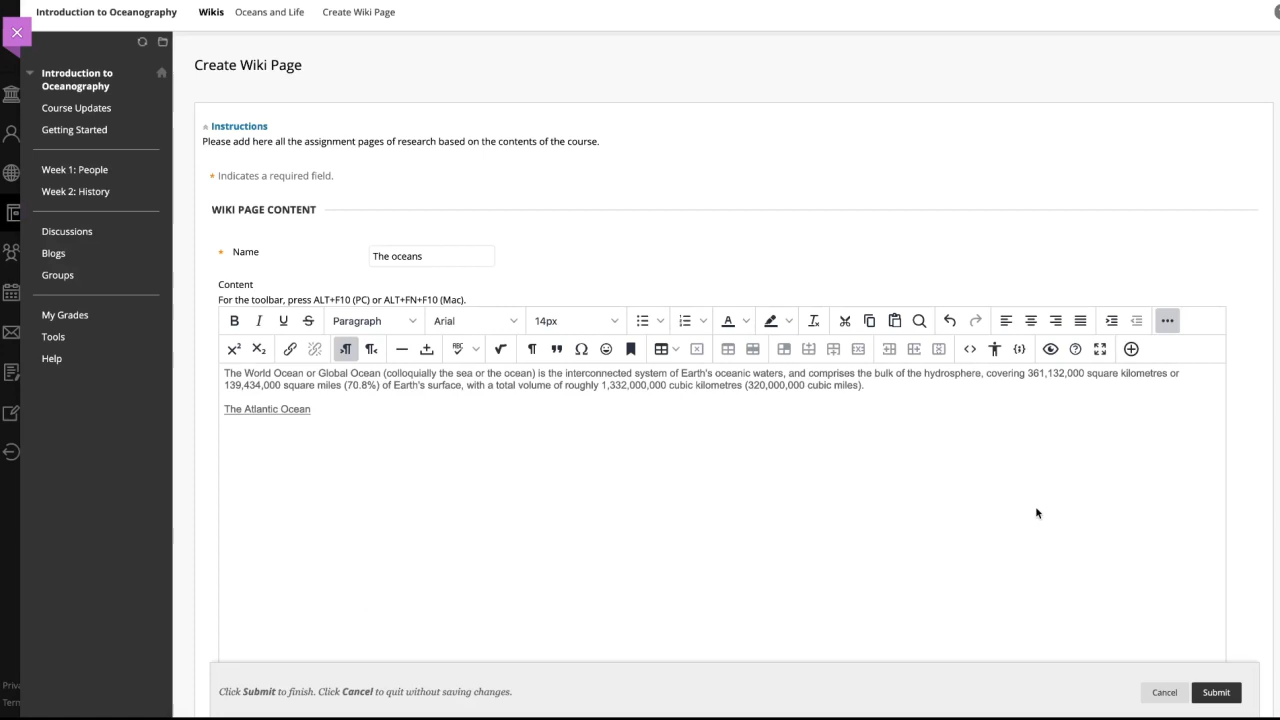 Introduction to Oceanography Wikis Oceans and Life Create Wiki Page
Introduction to
Oceanography
Course Updates
Getting Started
Week 1: People
Week 2: History
Discussions
Blogs
Groups
My Grades
Tools
Help
Create Wiki Page
Instructions
Please add here all the assignment pages of research based on the contents of the course.
* Indicates a required field.
WIKI PAGE CONTENT
* Name The oceans
Content
For the toolbar, press ALT+F10 (PC) or ALT+FN+F10 (Mac).
B I U S Paragraph Arial 14px
The World Ocean or Global Ocean (colloquially the sea or the ocean) is the interconnected system of Earth's oceanic waters, and comprises the bulk of the hydrosphere, covering 361,132,000 square kilometres or
139,434,000 square miles (70.8%) of Earth's surface, with a total volume of roughly 1,332,000,000 cubic kilometres (320,000,000 cubic miles).
The Atlantic Ocean
Click Submit to finish. Click Cancel to quit without saving changes.
Cancel Submit